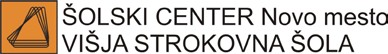 ŠOLSKI CENTER Novo mesto
VIŠJA STROKOVNA ŠOLA